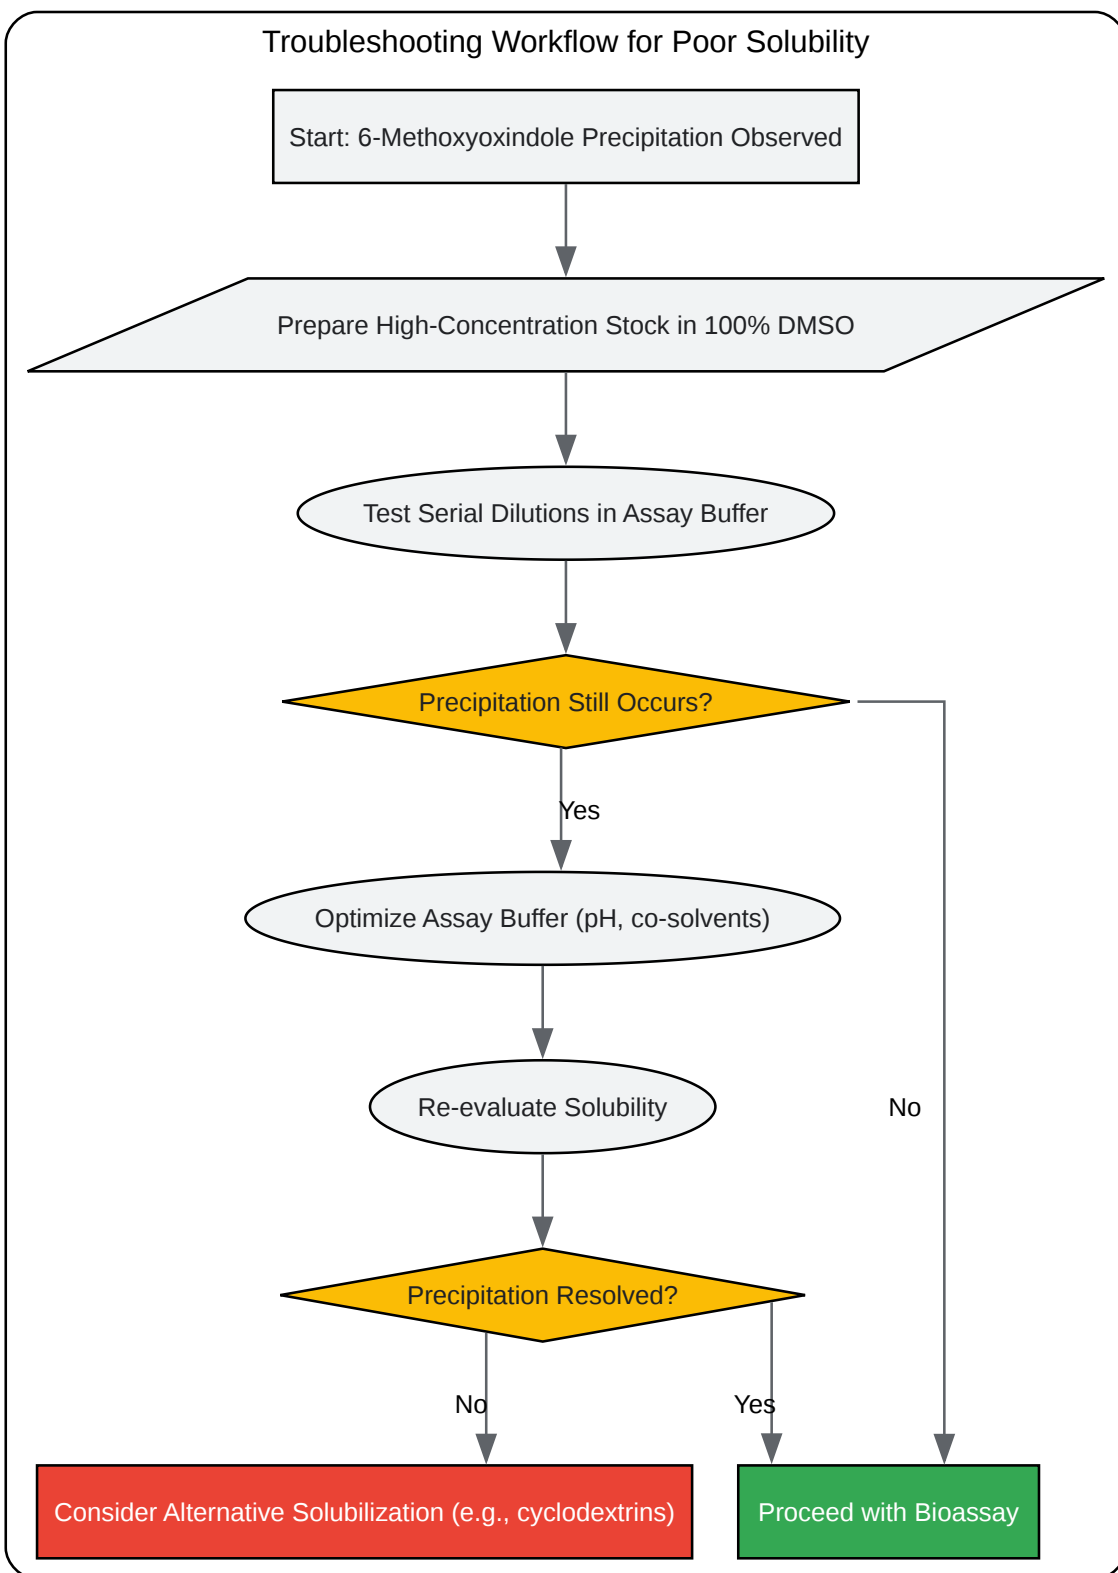 Troubleshooting Workflow for Poor Solubility
Start: 6-Methoxyoxindole Precipitation Observed
Prepare High-Concentration Stock in 100% DMSO
Test Serial Dilutions in Assay Buffer
Precipitation Still Occurs?
Yes
Optimize Assay Buffer (pH, co-solvents)
Re-evaluate Solubility
No
Precipitation Resolved?
No
Yes
Consider Alternative Solubilization (e.g., cyclodextrins)
Proceed with Bioassay